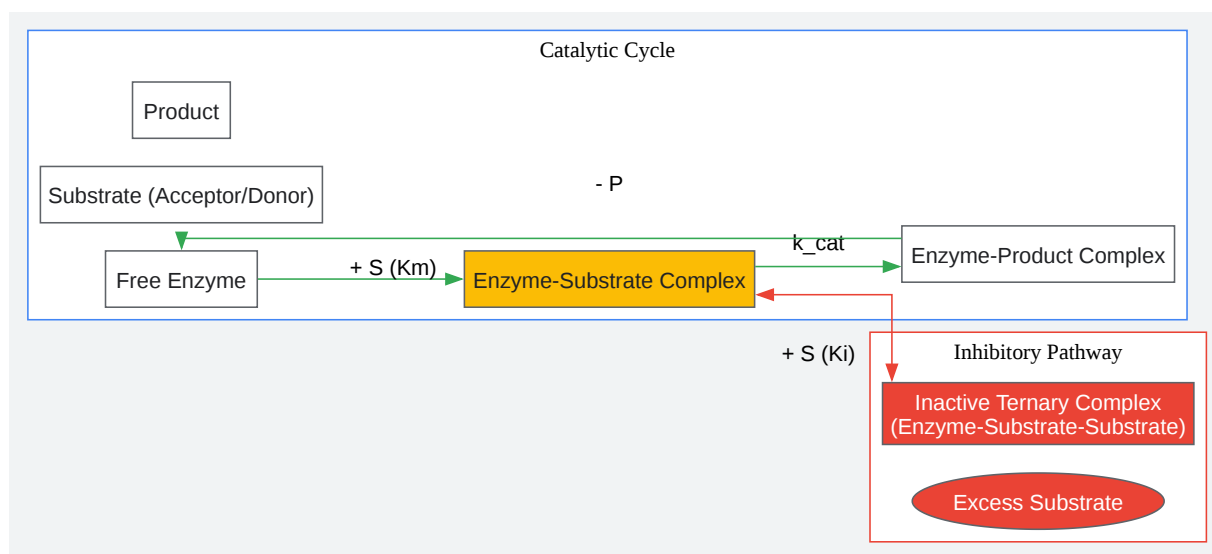 Catalytic Cycle
Product
Substrate (Acceptor/Donor)
- P
k_cat
Enzyme-Product Complex
Free Enzyme
+ S (Km)
Enzyme-Substrate Complex
+ S (Ki)
Inhibitory Pathway
Inactive Ternary Complex
(Enzyme-Substrate-Substrate)
Excess Substrate